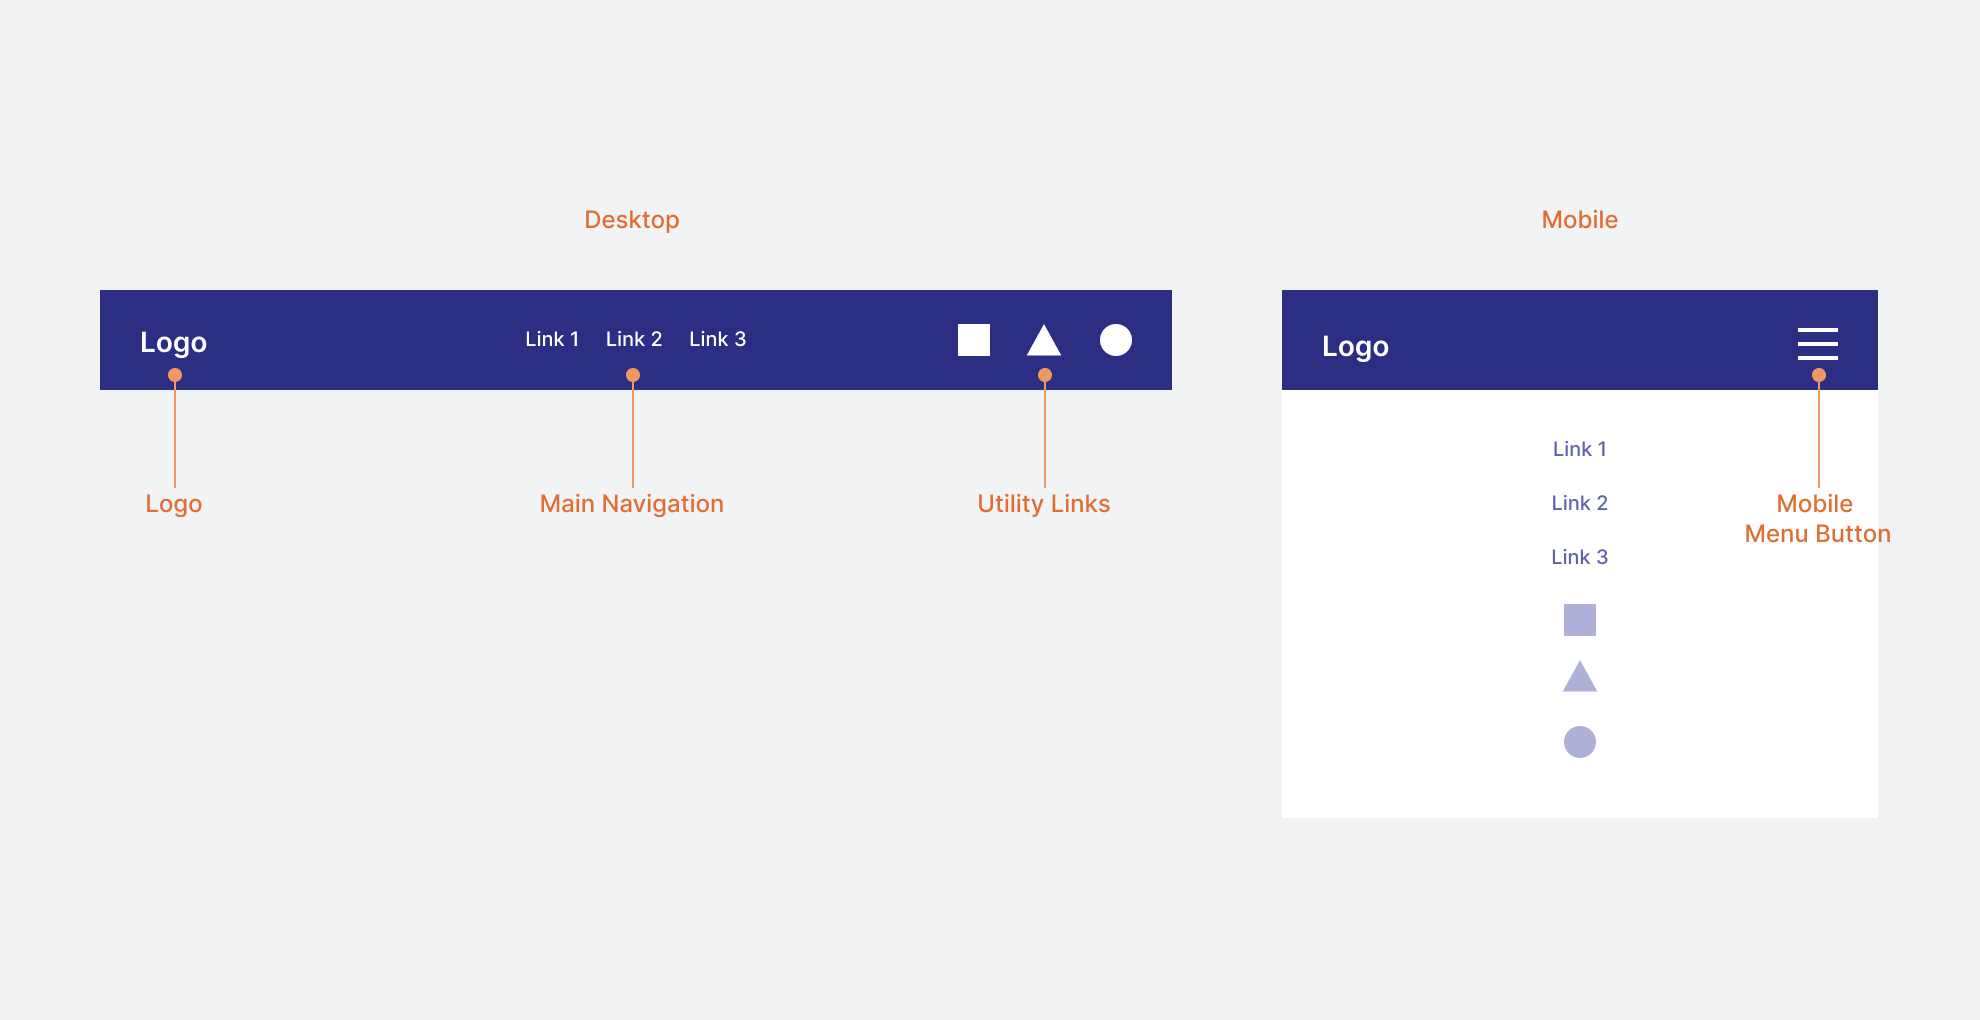 Desktop
Logo
Link 1 Link 2 Link 3
Logo
Main Navigation
Utility Links
Mobile
Logo
Link 1
Link 2
Link 3
Mobile
Menu Button